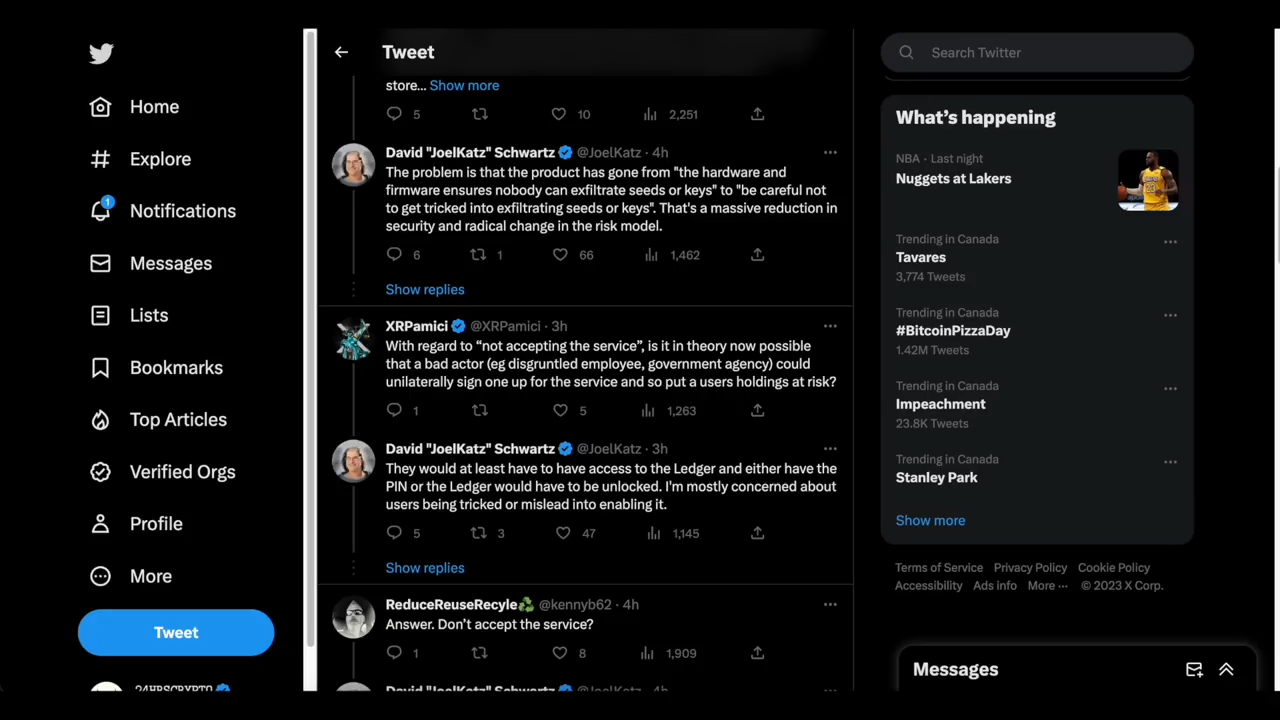 Home
Explore
1
Notifications
Messages
Lists
Bookmarks
Top Articles
Verified Orgs
Profile
More
Tweet
24HRSCRYPTO
Tweet
store... Show more
5 10 2,251
David "JoelKatz" Schwartz @JoelKatz · 4h
The problem is that the product has gone from "the hardware and
firmware ensures nobody can exfiltrate seeds or keys" to "be careful not
to get tricked into exfiltrating seeds or keys". That's a massive reduction in
security and radical change in the risk model.
6 1 66 1,462
Show replies
XRPamici @XRPamici · 3h
With regard to “not accepting the service”, is it in theory now possible
that a bad actor (eg disgruntled employee, government agency) could
unilaterally sign one up for the service and so put a users holdings at risk?
1 5 1,263
David "JoelKatz" Schwartz @JoelKatz · 3h
They would at least have to have access to the Ledger and either have the
PIN or the Ledger would have to be unlocked. I'm mostly concerned about
users being tricked or mislead into enabling it.
5 3 47 1,145
Show replies
ReduceReuseRecyle @kennyb62 · 4h
Answer. Don’t accept the service?
1 8 1,909
David "JoelKatz" Schwartz @JoelKatz · 4h
Search Twitter
What’s happening
NBA · Last night
Nuggets at Lakers
Trending in Canada
Tavares
3,774 Tweets
Trending in Canada
#BitcoinPizzaDay
1.42M Tweets
Trending in Canada
Impeachment
23.8K Tweets
Trending in Canada
Stanley Park
Show more
Terms of Service Privacy Policy Cookie Policy
Accessibility Ads info More ··· © 2023 X Corp.
Messages